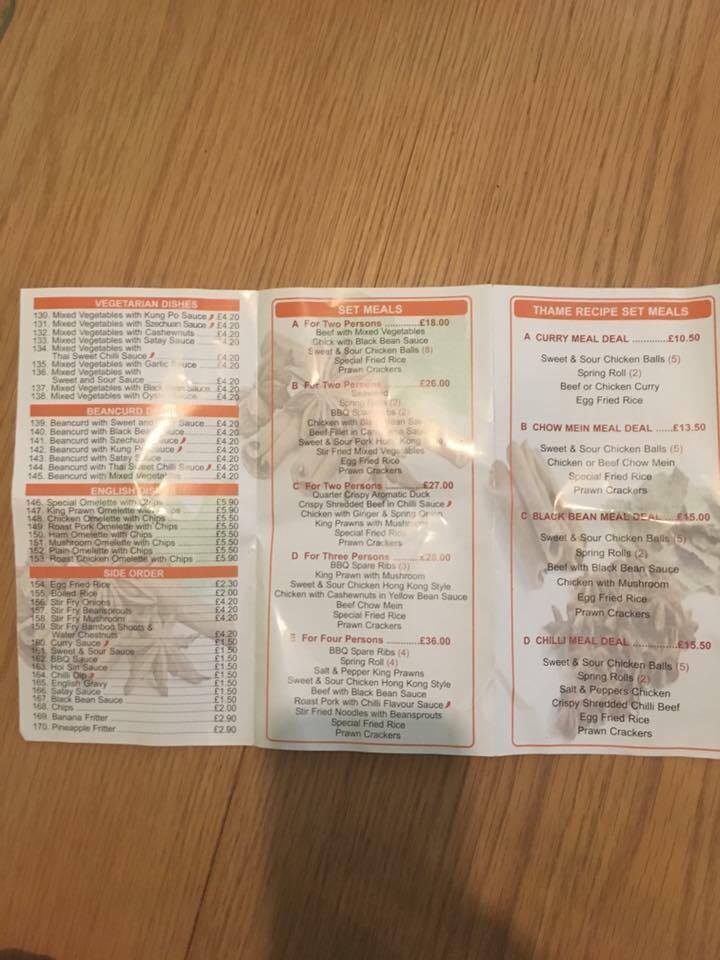 VEGETARIAN DISHES
130. Mixed Vegetables with Kung Po Sauce £4.20
131. Mixed Vegetables with Szechuan Sauce £4.20
132. Mixed Vegetables with Cashewnuts £4.20
133. Mixed Vegetables with Satay Sauce 4.20
134. Mixed Vegetables with
Thai Sweet Chilli Sauce £4.20
135. Mixed Vegetables with Garlic Sauce £4.20
136. Mixed Vegetables with
Sweet and Sour Sauce £4.20
137. Mixed Vegetables with Black Bean Sauce £4.20
138. Mixed Vegetables with Oyster Sauce £4.20
BEANCURD
139. Beancurd with Sweet and Sauce £4.20
140. Beancurd with Black Bean Sauce £4.20
141. Beancurd with Szechuan Sauce £4.20
142. Beancurd with Kung Po Sauce £4.20
143. Beancurd with Satay Sauce £4.20
144. Beancurd with Thai Sweet Chilli Sauce £4.20
145. Beancurd with Mixed Vegetables £4.20
ENGLISH
146. Special Omelette with Chips £5.90
147. King Prawn Omelette with Chips £5.90
148. Chicken Omelette with Chips £5.50
149. Roast Pork Omelette with Chips £5.50
150. Ham Omelette with Chips £5.50
151. Mushroom Omelette with Chips £5.50
152. Plain Omelette with Chips £5.50
153. Roast Chicken Omelette with Chips £5.90
SIDE ORDER
154. Egg Fried Rice £2.30
155. Boiled Rice £2.00
156. Stir Fry Onions £4.20
157. Stir Fry Beansprouts £4.20
158. Stir Fry Mushroom £4.20
159. Stir Fry Bamboo Shoots &
Water Chestnuts £4.20
160. Curry Sauce £1.50
161. Sweet & Sour Sauce £1.50
162. BBQ Sauce £1.50
163. Hoi Sin Sauce £1.50
164. Chilli Dip £1.50
165. English Gravy £1.50
166. Satay Sauce £1.50
167. Black Bean Sauce £1.50
168. Chips £2.00
169. Banana Fritter £2.90
170. Pineapple Fritter £2.90
SET MEALS
A For Two Persons ............£18.00
Beef with Mixed Vegetables
Chick with Black Bean Sauce
Sweet & Sour Chicken Balls (8)
Special Fried Rice
Prawn Crackers
B For Two Persons £26.00
Seaweed
Spring Rolls (2)
BBQ Spare Ribs (2)
Chicken with Black Bean Sauce
Beef Fillet in Sauce
Sweet & Sour Pork Hong Kong
Stir Fried Mixed Vegetables
Egg Fried Rice
Prawn Crackers
C For Two Persons ............£27.00
Quarter Crispy Aromatic Duck
Crispy Shredded Beef in Chilli Sauce
Chicken with Ginger & Spring Onion
King Prawns with Mushroom
Special Fried Rice
Prawn Crackers
D For Three Persons ..........£28.00
BBQ Spare Ribs (3)
King Prawn with Mushroom
Sweet & Sour Chicken Hong Kong Style
Chicken with Cashewnuts in Yellow Bean Sauce
Beef Chow Mein
Special Fried Rice
Prawn Crackers
E For Four Persons ...........£36.00
BBQ Spare Ribs (4)
Spring Roll (4)
Salt & Pepper King Prawns
Sweet & Sour Chicken Hong Kong Style
Beef with Black Bean Sauce
Roast Pork with Chilli Flavour Sauce
Stir Fried Noodles with Beansprouts
Special Fried Rice
Prawn Crackers
THAME RECIPE SET MEALS
A CURRY MEAL DEAL ............£10.50
Sweet & Sour Chicken Balls (5)
Spring Roll (2)
Beef or Chicken Curry
Egg Fried Rice
B CHOW MEIN MEAL DEAL .....£13.50
Sweet & Sour Chicken Balls (5)
Chicken or Beef Chow Mein
Special Fried Rice
Prawn Crackers
C BLACK BEAN MEAL DEAL....£15.00
Sweet & Sour Chicken Balls (5)
Spring Rolls (2)
Beef with Black Bean Sauce
Chicken with Mushroom
Egg Fried Rice
Prawn Crackers
D CHILLI MEAL DEAL ............£15.50
Sweet & Sour Chicken Balls (5)
Spring Rolls (2)
Salt & Peppers Chicken
Crispy Shredded Chilli Beef
Egg Fried Rice
Prawn Crackers